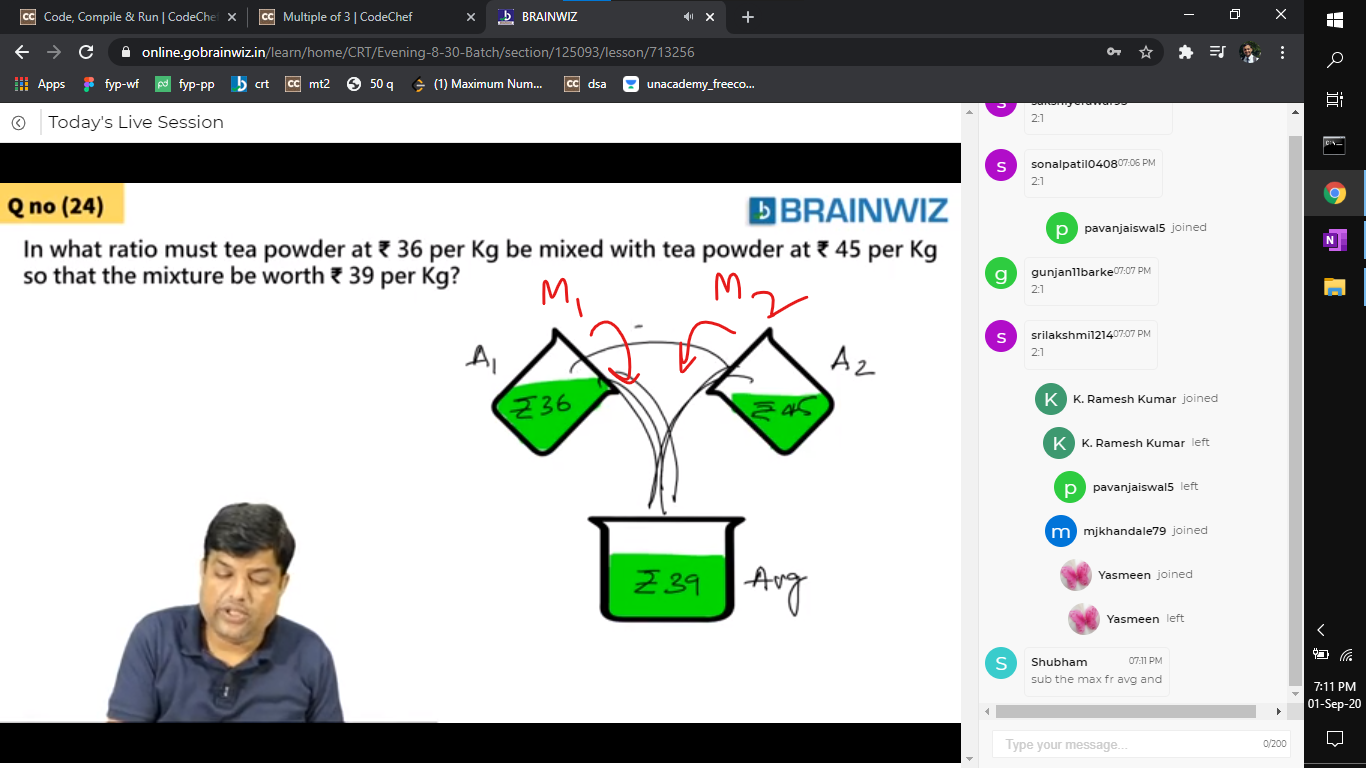 Code, Compile & Run | CodeChef
Multiple of 3 | CodeChef
BRAINWIZ
online.gobrainwiz.in/learn/home/CRT/Evening-8-30-Batch/section/125093/lesson/713256
Apps
fyp-wf
fyp-pp
crt
mt2
50 q
(1) Maximum Num...
dsa
unacademy_freeco...
Today's Live Session
Q no (24)
BRAINWIZ
In what ratio must tea powder at ₹ 36 per Kg be mixed with tea powder at ₹ 45 per Kg
so that the mixture be worth ₹ 39 per Kg?
M1
M2
A1
A2
₹36
₹45
₹39
Avg
2:1
sonalpatil0408 07:06 PM
2:1
pavanjaiswal5 joined
gunjan11barke 07:07 PM
2:1
srilakshmi1214 07:07 PM
2:1
K. Ramesh Kumar joined
K. Ramesh Kumar left
pavanjaiswal5 left
mjkhandale79 joined
Yasmeen joined
Yasmeen left
Shubham 07:11 PM
sub the max fr avg and
Type your message...
0/200
7:11 PM
01-Sep-20